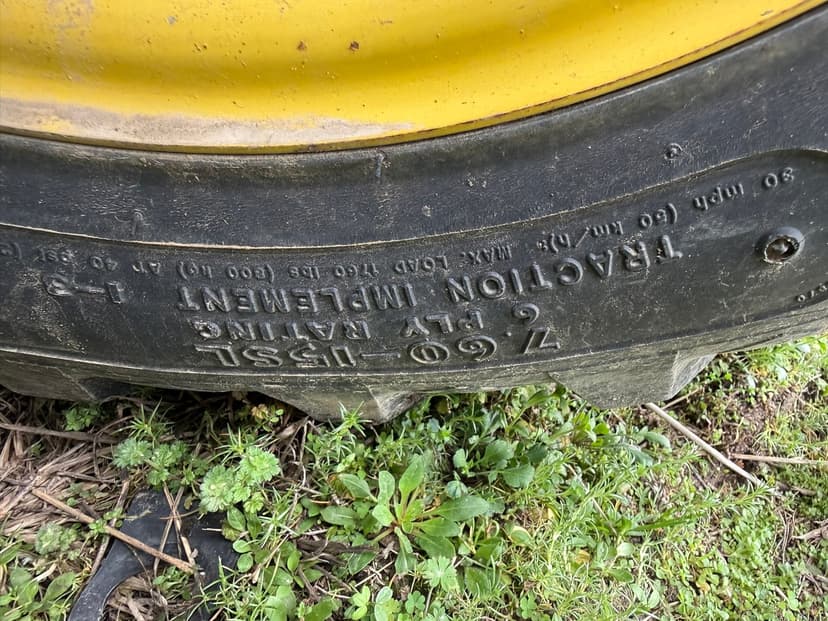 7.60-15SL
6 PLY RATING
TRACTION IMPLEMENT I-3
30 mph (50 km/h): MAX. LOAD 1760 lbs (800 kg) AT 40 psi